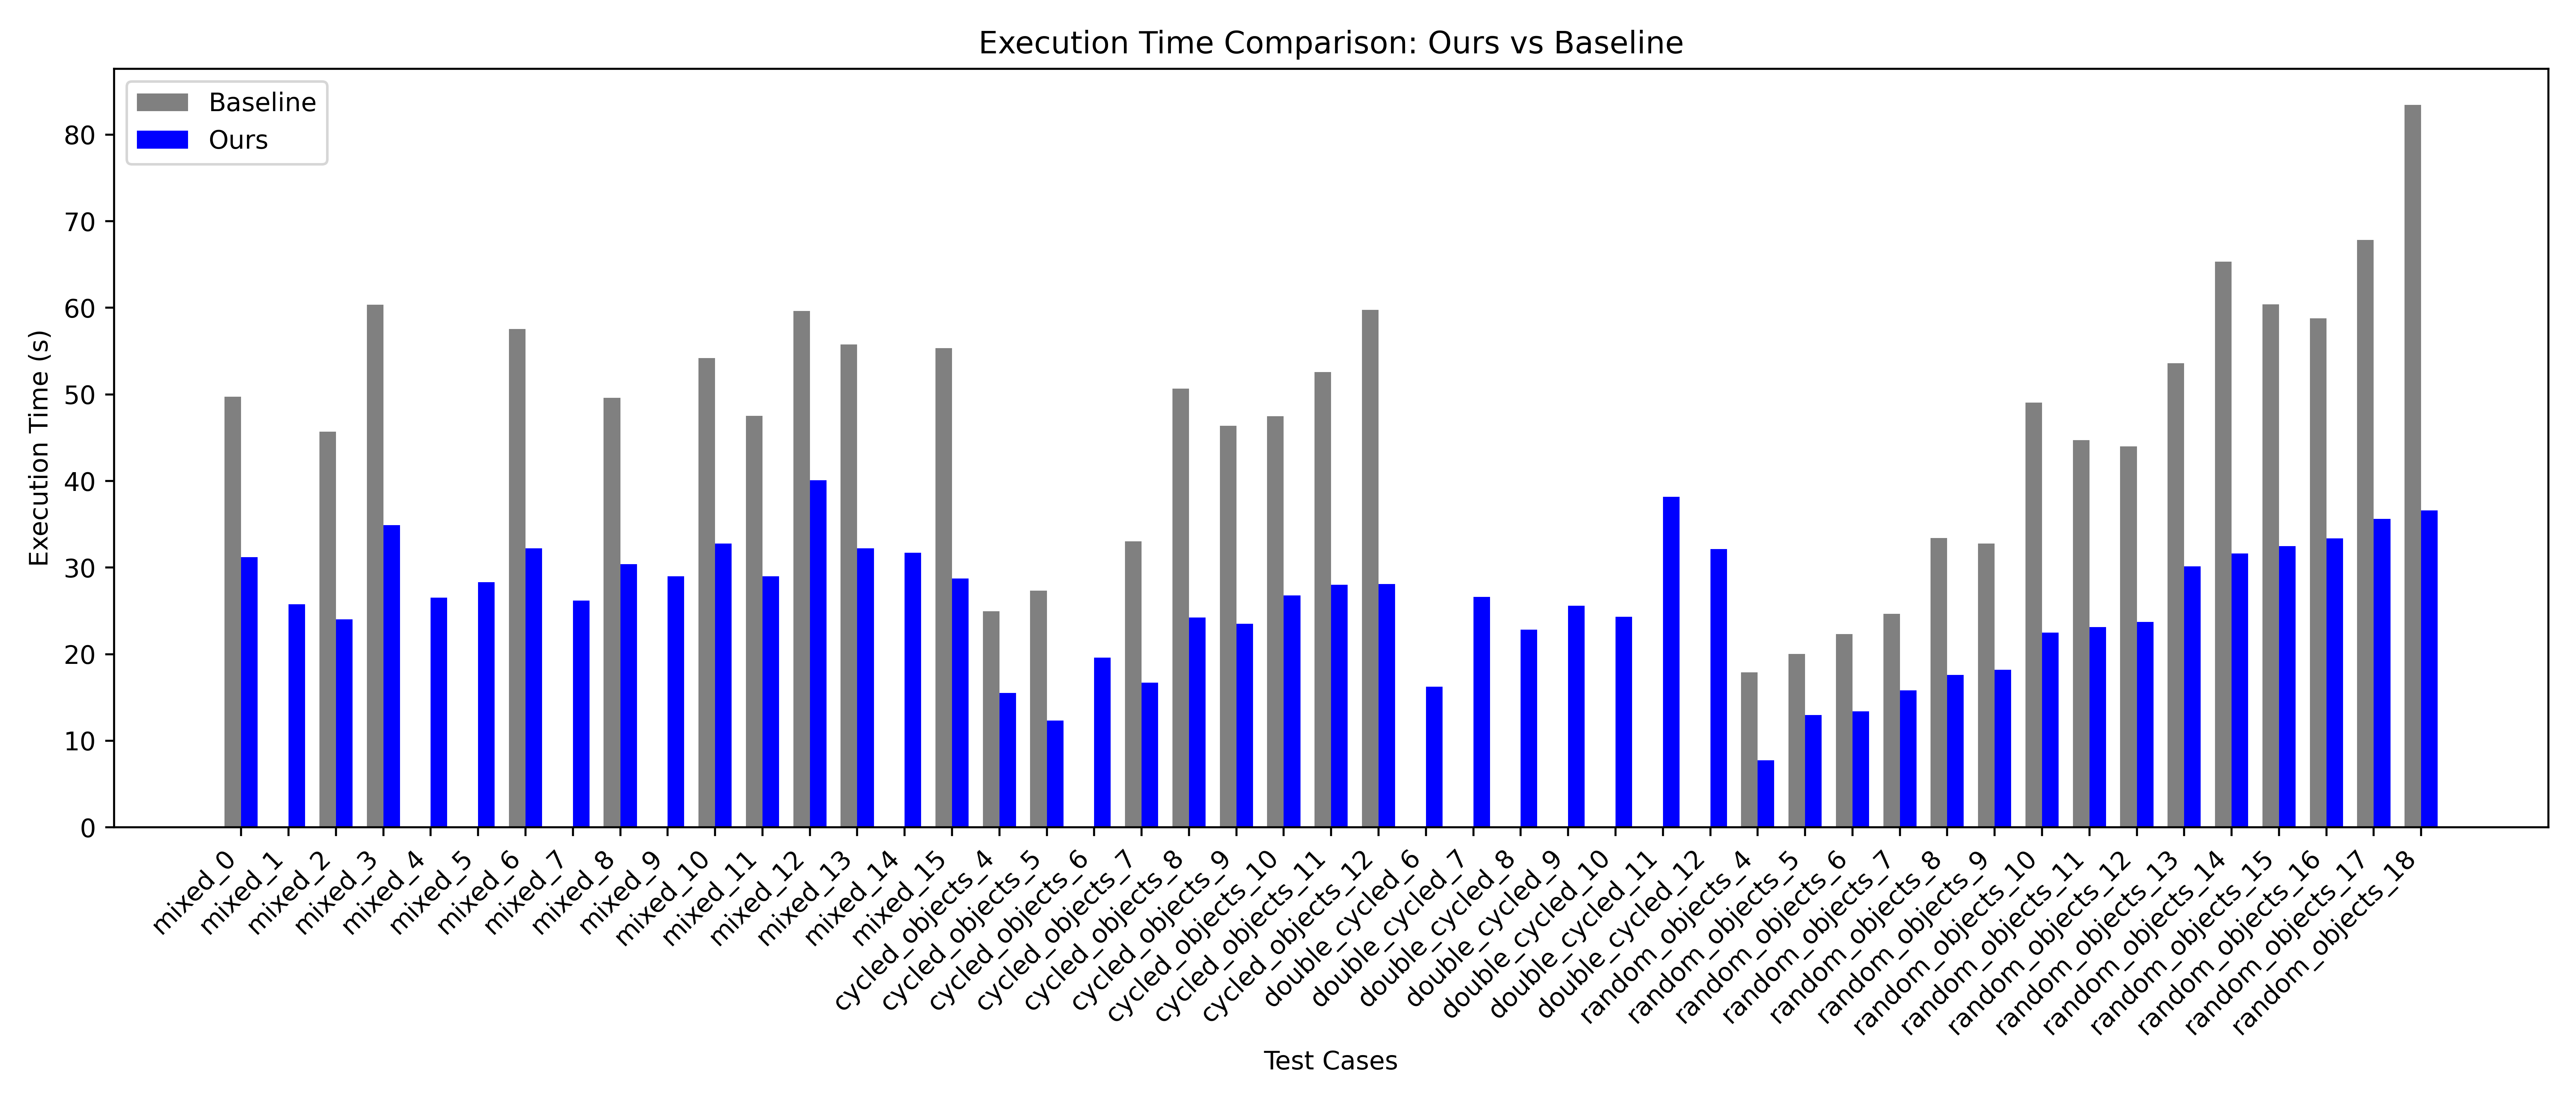 Execution Time Comparison: Ours vs Baseline
Baseline
Ours
Execution Time (s)
80
70
60
50
40
30
20
10
0
mixed_0
mixed_1
mixed_2
mixed_3
mixed_4
mixed_5
mixed_6
mixed_7
mixed_8
mixed_9
mixed_10
mixed_11
mixed_12
mixed_13
mixed_14
mixed_15
cycled_objects_4
cycled_objects_5
cycled_objects_6
cycled_objects_7
cycled_objects_8
cycled_objects_9
cycled_objects_10
cycled_objects_11
cycled_objects_12
double_cycled_6
double_cycled_7
double_cycled_8
double_cycled_9
double_cycled_10
double_cycled_11
double_cycled_12
random_objects_4
random_objects_5
random_objects_6
random_objects_7
random_objects_8
random_objects_9
random_objects_10
random_objects_11
random_objects_12
random_objects_13
random_objects_14
random_objects_15
random_objects_16
random_objects_17
random_objects_18
Test Cases